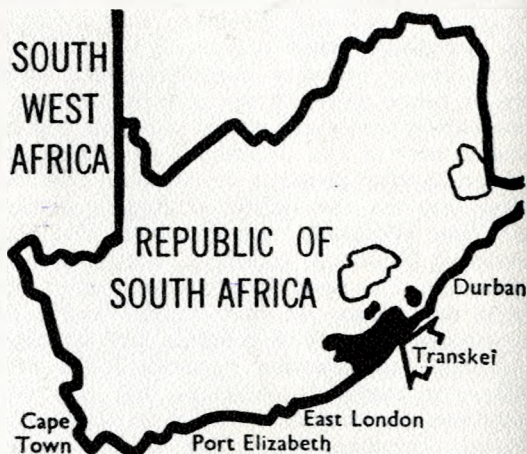 SOUTH
WEST
AFRICA
REPUBLIC OF
SOUTH AFRICA
Durban
Transkei
East London
Port Elizabeth
Cape
Town